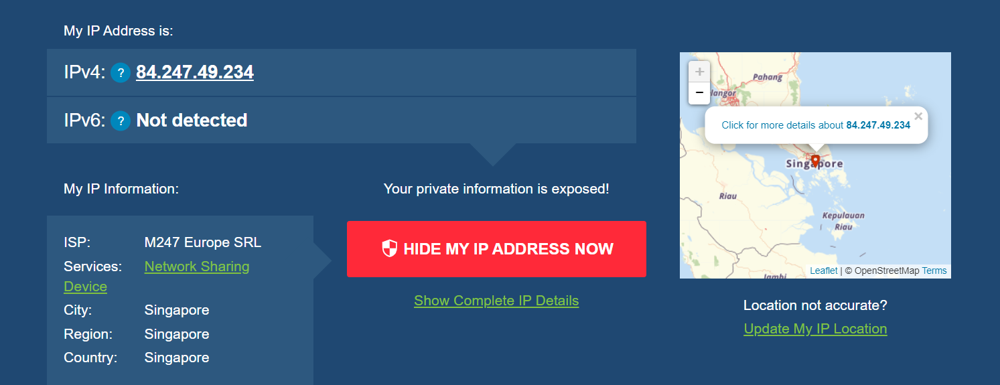 My IP Address is:
IPv4: ? 84.247.49.234
IPv6: ? Not detected
My IP Information:
ISP: M247 Europe SRL
Services: Network Sharing
Device
City: Singapore
Region: Singapore
Country: Singapore
Your private information is exposed!
HIDE MY IP ADDRESS NOW
Show Complete IP Details
+
−
Pahang
elangor
Click for more details about 84.247.49.234
×
Singapore
Riau
Kepulauan
Riau
Jambi
Leaflet | © OpenStreetMap Terms
Location not accurate?
Update My IP Location